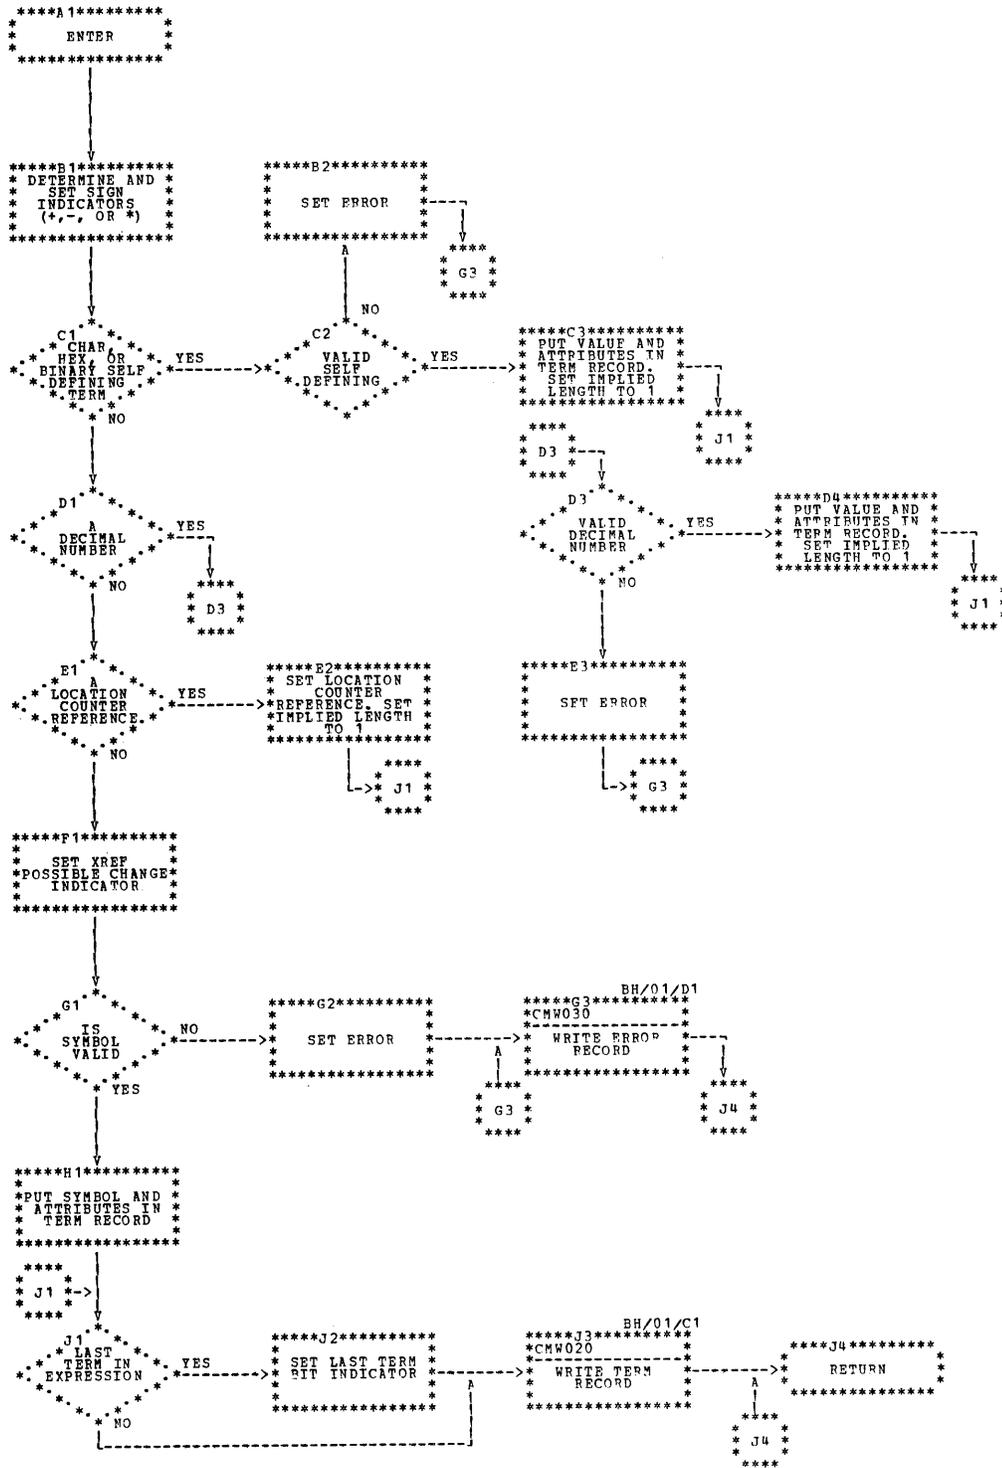 A1
ENTER
B1
DETERMINE AND
SET SIGN
INDICATORS
(+,-, OR *)
B2
SET ERROR
G3
NO
C1
CHAR,
HEX, OR
BINARY SELF
DEFINING
TERM
YES
NO
C2
VALID
SELF
DEFINING
YES
C3
PUT VALUE AND
ATTRIBUTES IN
TERM RECORD.
SET IMPLIED
LENGTH TO 1
J1
D3
D1
A
DECIMAL
NUMBER
YES
NO
D3
D3
VALID
DECIMAL
NUMBER
YES
NO
D4
PUT VALUE AND
ATTRIBUTES IN
TERM RECORD.
SET IMPLIED
LENGTH TO 1
J1
E1
A
LOCATION
COUNTER
REFERENCE.
YES
NO
E2
SET LOCATION
COUNTER
REFERENCE. SET
IMPLIED LENGTH
TO 1
J1
E3
SET ERROR
G3
F1
SET XREF
POSSIBLE CHANGE
INDICATOR
G1
IS
SYMBOL
VALID
NO
YES
G2
SET ERROR
BH/01/D1
G3
CMW030
WRITE ERROR
RECORD
A
G3
J4
H1
PUT SYMBOL AND
ATTRIBUTES IN
TERM RECORD
J1
J1
LAST
TERM IN
EXPRESSION
YES
NO
J2
SET LAST TERM
BIT INDICATOR
A
BH/01/C1
J3
CMW020
WRITE TERM
RECORD
J4
RETURN
A
J4